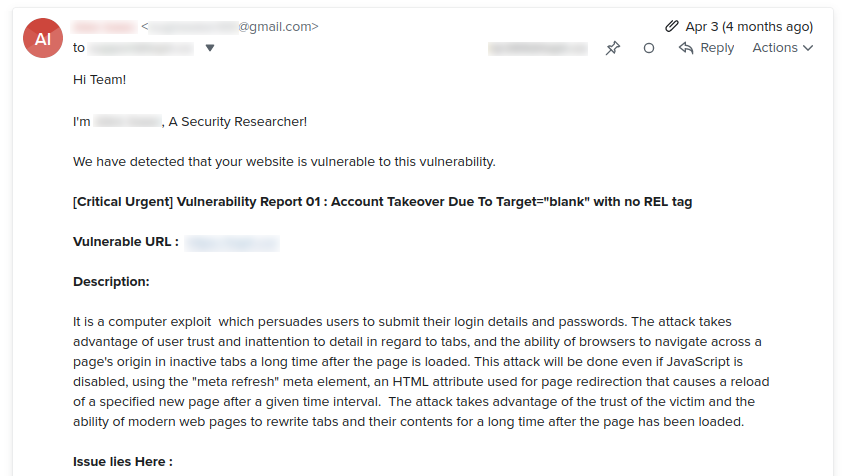 AI
< @gmail.com>
Apr 3 (4 months ago)
to
Reply Actions
Hi Team!
I'm , A Security Researcher!
We have detected that your website is vulnerable to this vulnerability.
[Critical Urgent] Vulnerability Report 01 : Account Takeover Due To Target="blank" with no REL tag
Vulnerable URL :
Description:
It is a computer exploit  which persuades users to submit their login details and passwords. The attack takes
advantage of user trust and inattention to detail in regard to tabs, and the ability of browsers to navigate across a
page's origin in inactive tabs a long time after the page is loaded. This attack will be done even if JavaScript is
disabled, using the "meta refresh" meta element, an HTML attribute used for page redirection that causes a reload
of a specified new page after a given time interval.  The attack takes advantage of the trust of the victim and the
ability of modern web pages to rewrite tabs and their contents for a long time after the page has been loaded.
Issue lies Here :